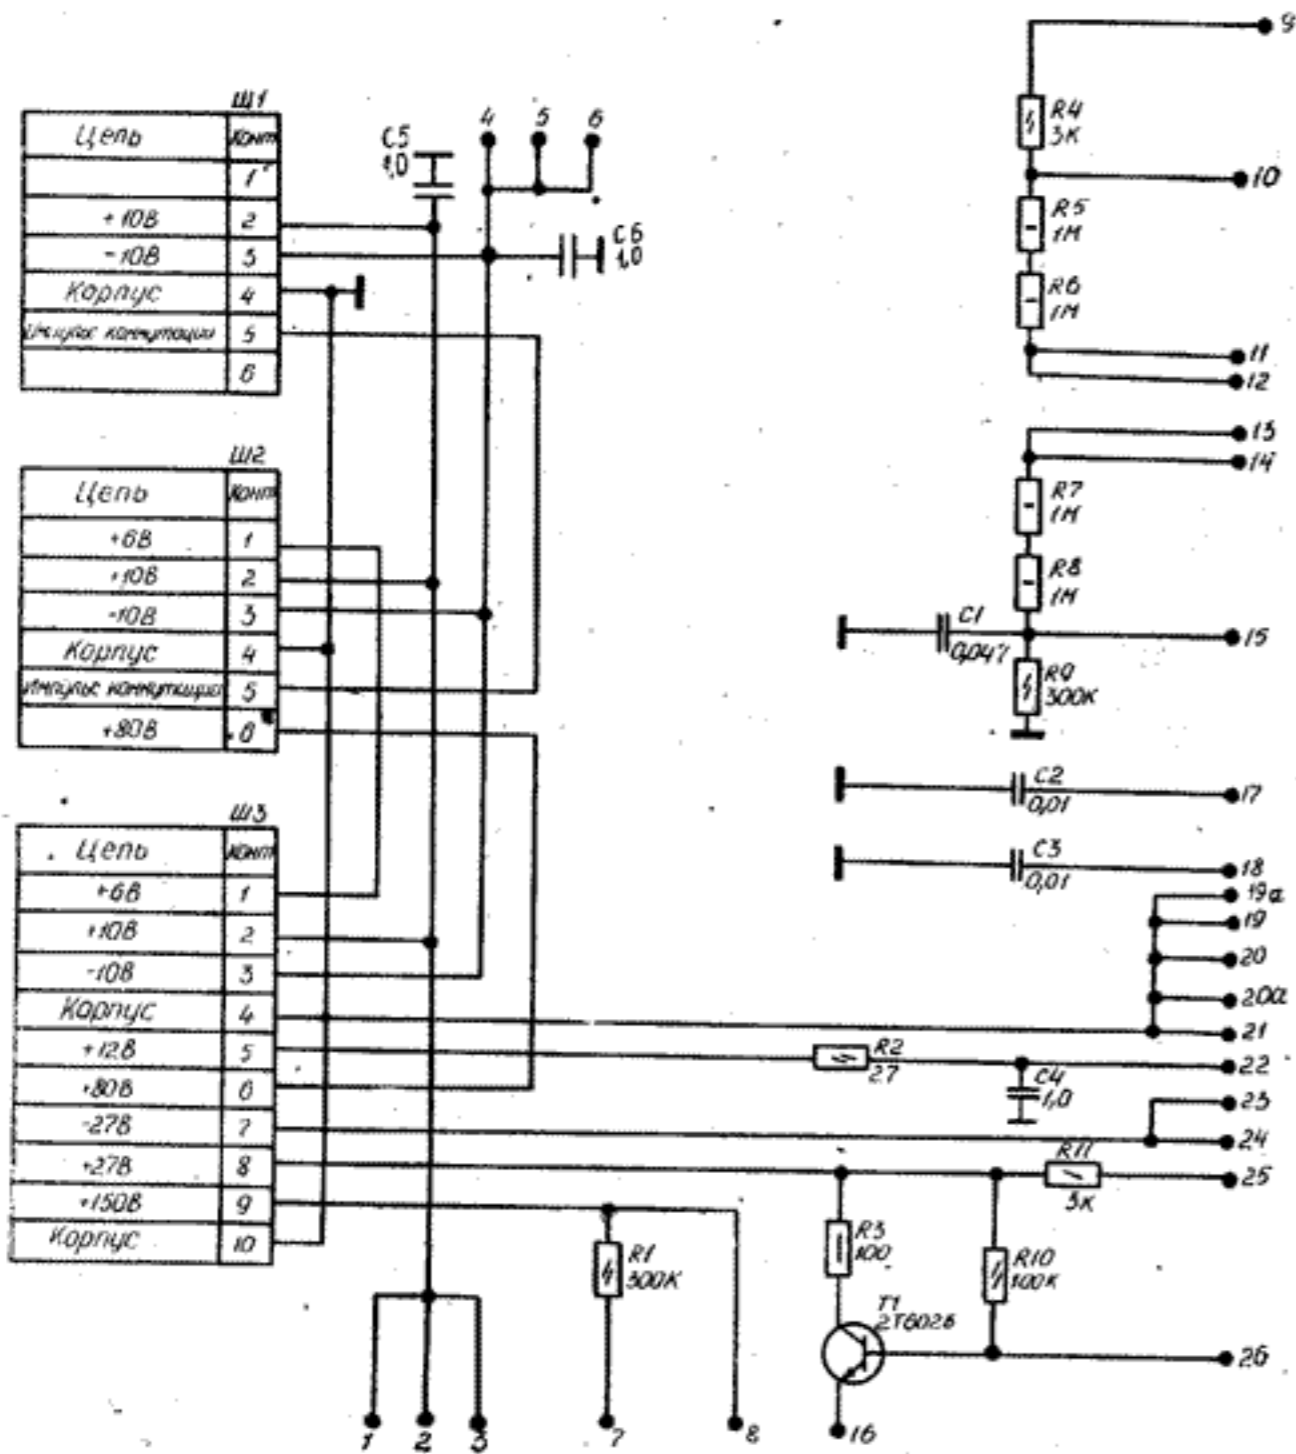 Ш1
Цепь Конт
1
+10В 2
-10В 3
Корпус 4
Импульс коммутации 5
6
Ш2
Цепь Конт
+6В 1
+10В 2
-10В 3
Корпус 4
Импульс коммутации 5
+80В 6
Ш3
Цепь Конт
+6В 1
+10В 2
-10В 3
Корпус 4
+12В 5
+80В 6
-27В 7
+27В 8
+150В 9
Корпус 10
C5
1,0
4 5 6
C6
1,0
1 2 3
R1
300К
7 8
9
R4
3К
10
R5
1М
R6
1М
11
12
13
14
R7
1М
R8
1М
C1
0,047
15
R9
300К
C2
0,01
17
C3
0,01
18
19а
19
20
20а
21
R2
27
22
C4
1,0
23
24
R11
3К
25
R3
100
R10
100К
T1
2Т602Б
26
16